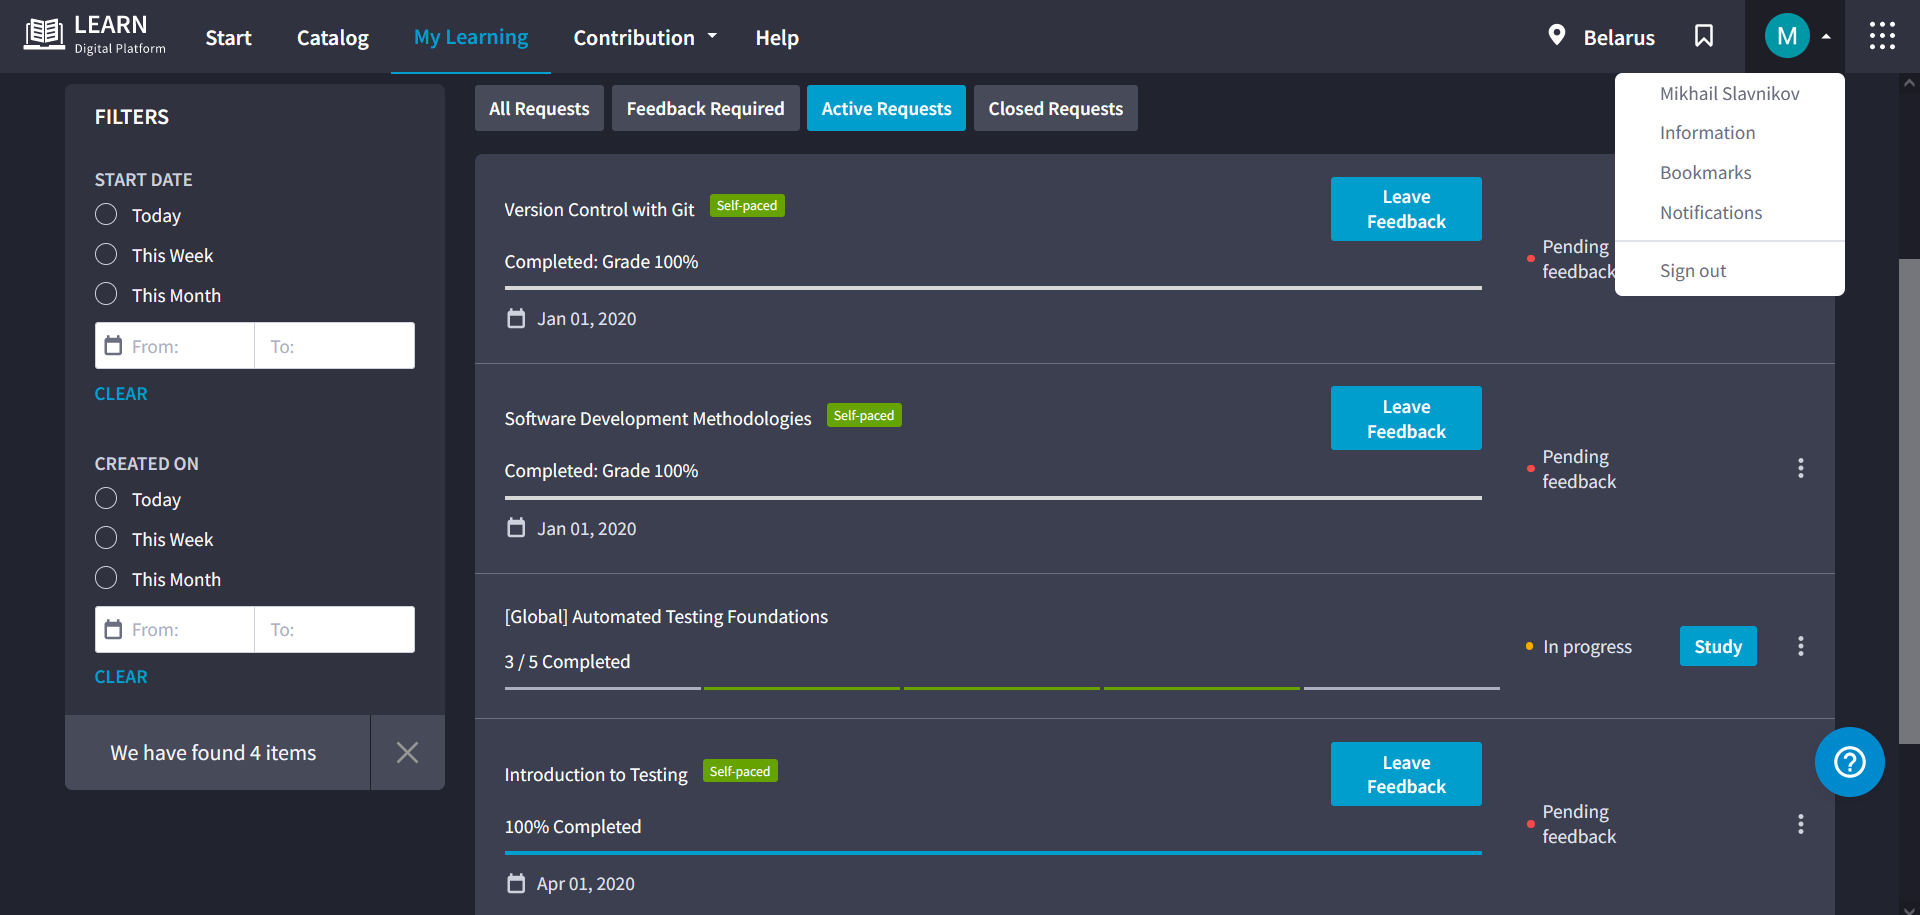 LEARN
Digital Platform
Start
Catalog
My Learning
Contribution
Help
Belarus
M
Mikhail Slavnikov
Information
Bookmarks
Notifications
Sign out
FILTERS
START DATE
Today
This Week
This Month
From:
To:
CLEAR
CREATED ON
Today
This Week
This Month
From:
To:
CLEAR
We have found 4 items
All Requests
Feedback Required
Active Requests
Closed Requests
Version Control with Git
Self-paced
Leave
Feedback
Completed: Grade 100%
Pending
feedback
Jan 01, 2020
Software Development Methodologies
Self-paced
Leave
Feedback
Completed: Grade 100%
Pending
feedback
Jan 01, 2020
[Global] Automated Testing Foundations
3 / 5 Completed
In progress
Study
Introduction to Testing
Self-paced
Leave
Feedback
100% Completed
Pending
feedback
Apr 01, 2020